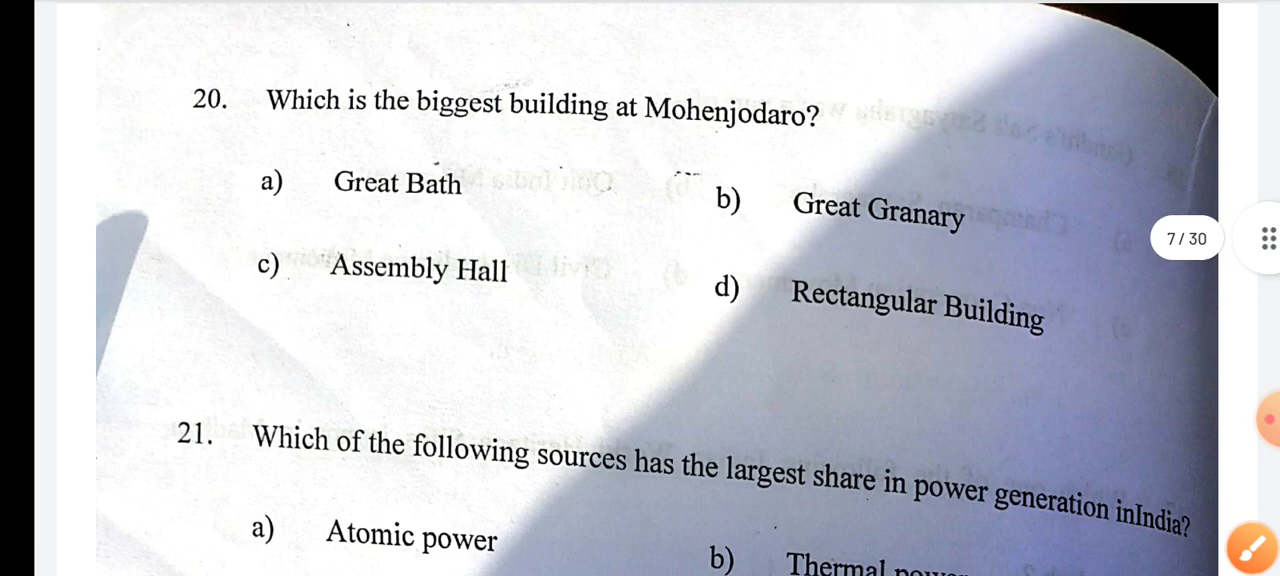 20. Which is the biggest building at Mohenjodaro?
a) Great Bath
b) Great Granary
c) Assembly Hall
d) Rectangular Building
7/30
21. Which of the following sources has the largest share in power generation inIndia?
a) Atomic power
b) Thermal